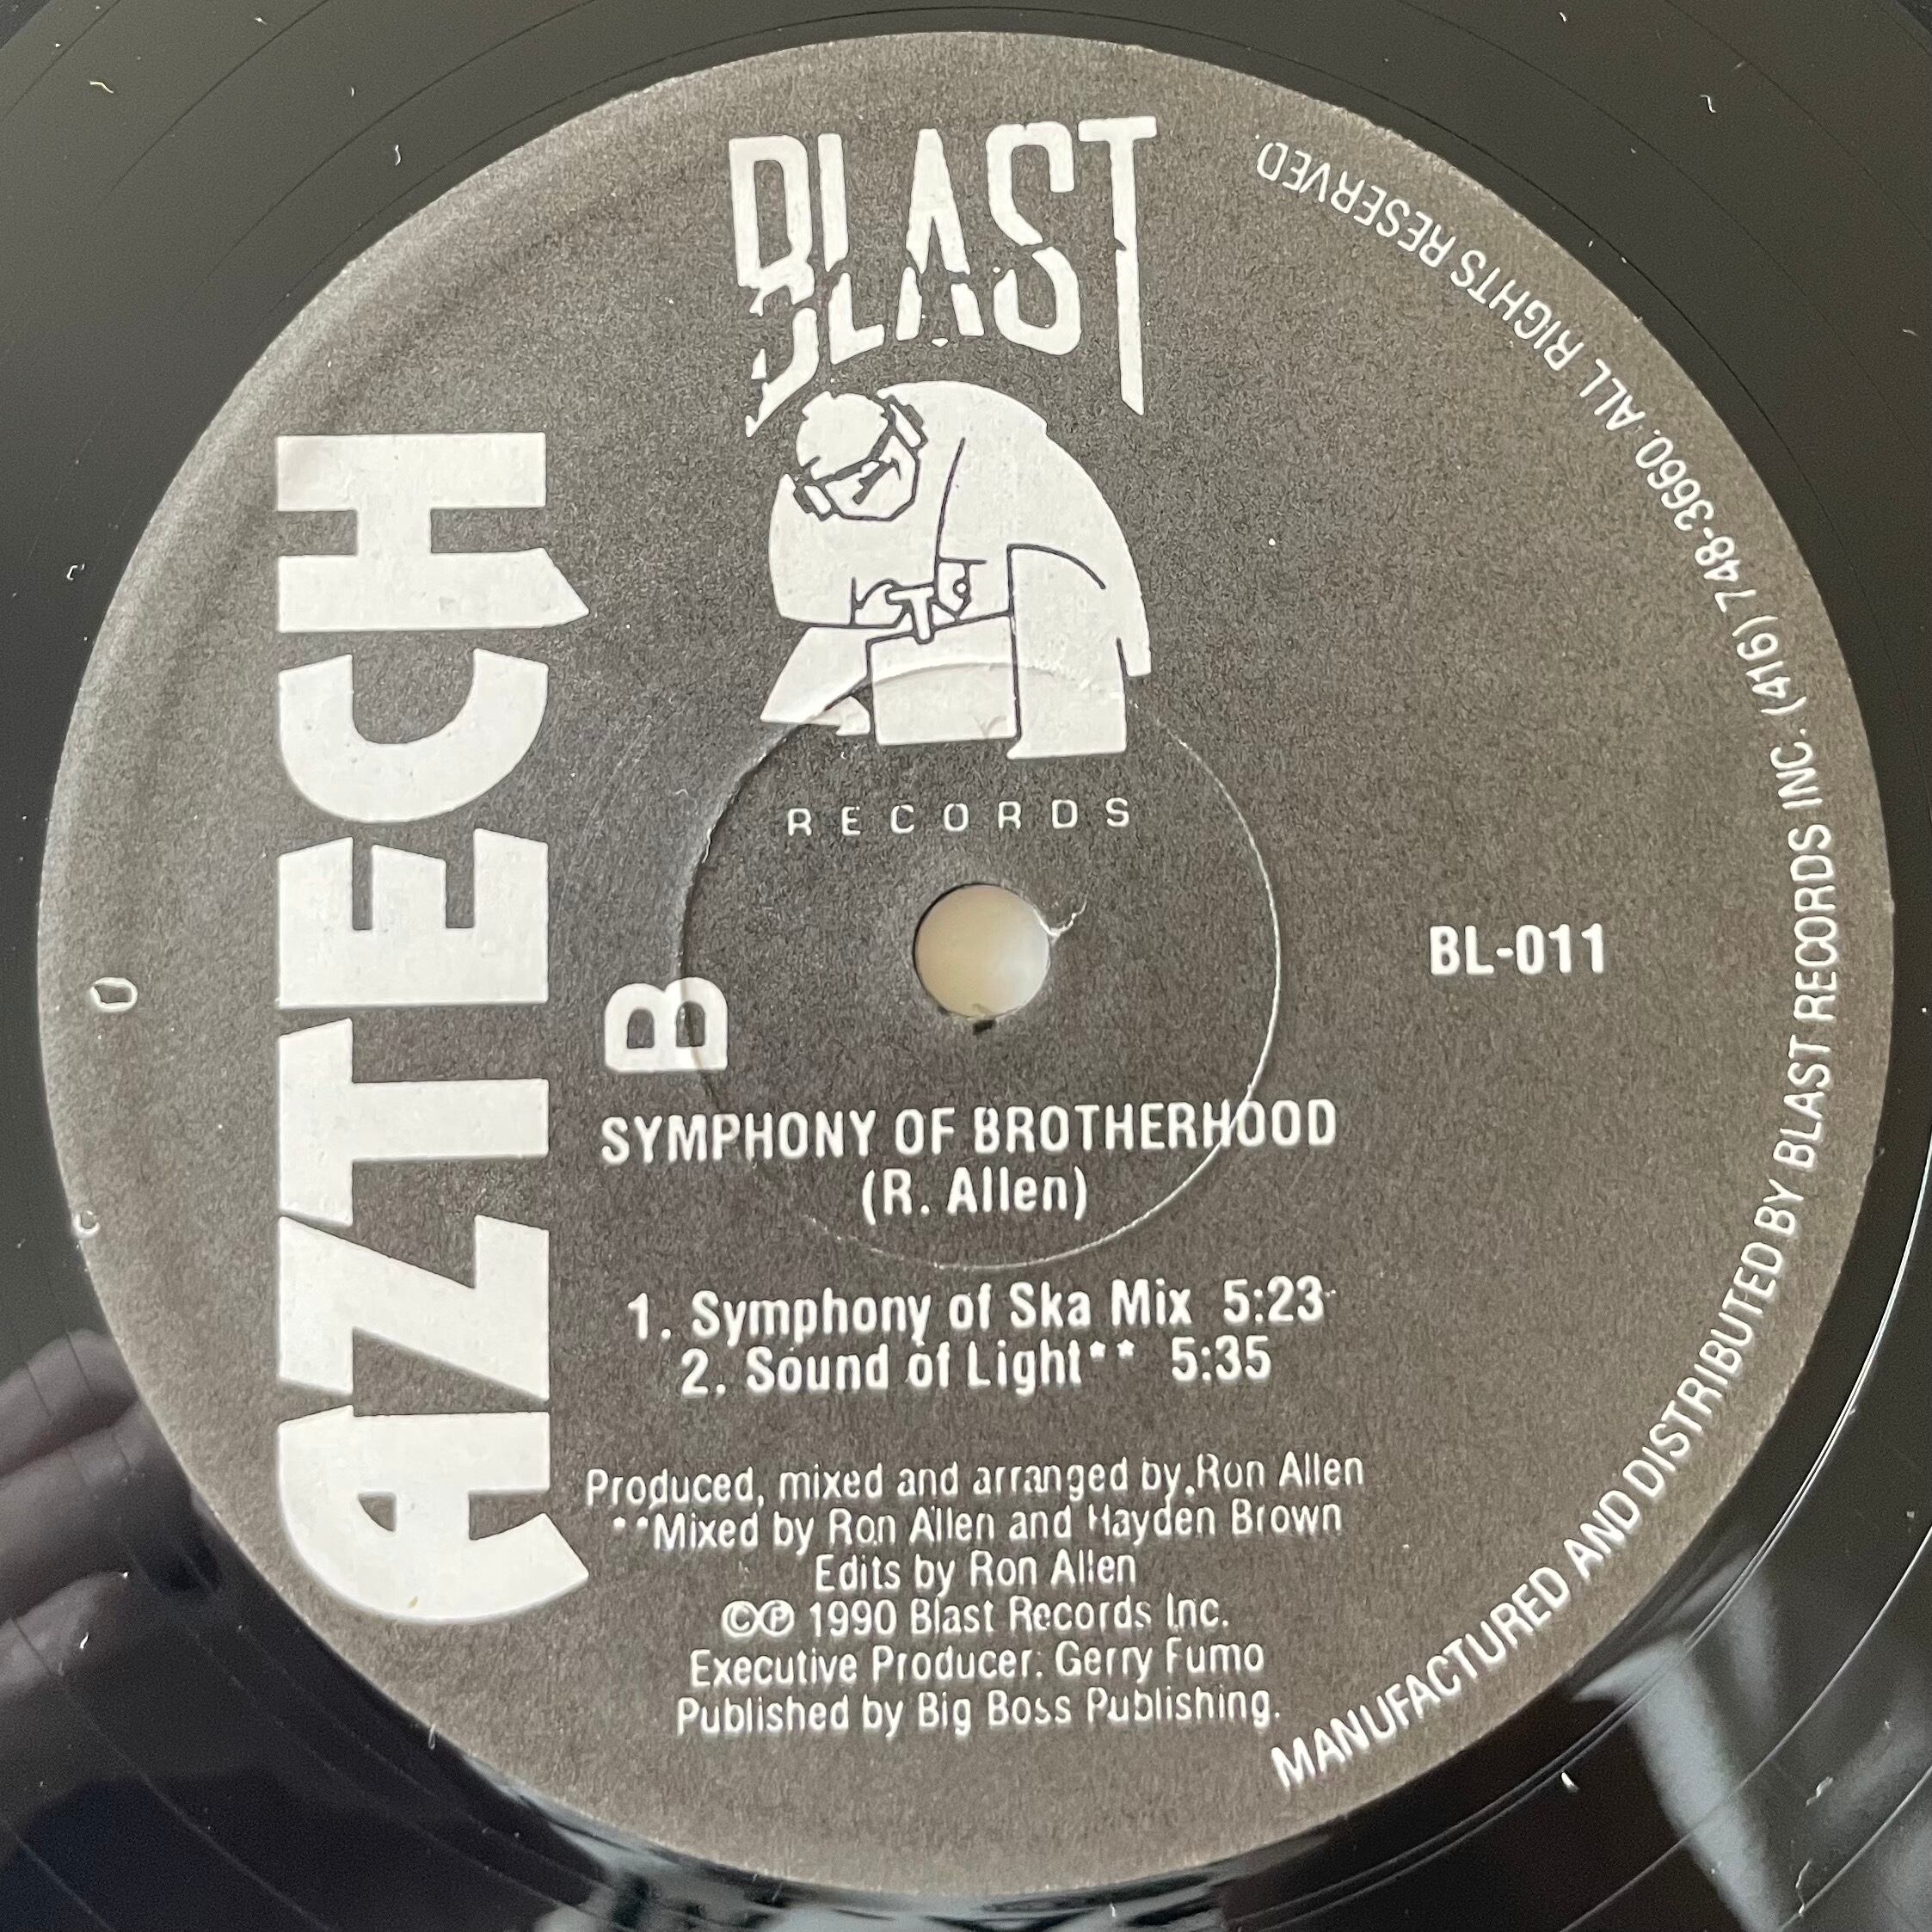 BLAST
RECORDS
AZTECH
B
BL-011
SYMPHONY OF BROTHERHOOD
(R. Allen)
1. Symphony of Ska Mix 5:23
2. Sound of Light** 5:35
Produced, mixed and arranged by Ron Allen
**Mixed by Ron Allen and Hayden Brown
Edits by Ron Allen
©℗ 1990 Blast Records Inc.
Executive Producer: Gerry Fumo
Published by Big Boss Publishing.
MANUFACTURED AND DISTRIBUTED BY BLAST RECORDS INC. (416) 748-3660. ALL RIGHTS RESERVED